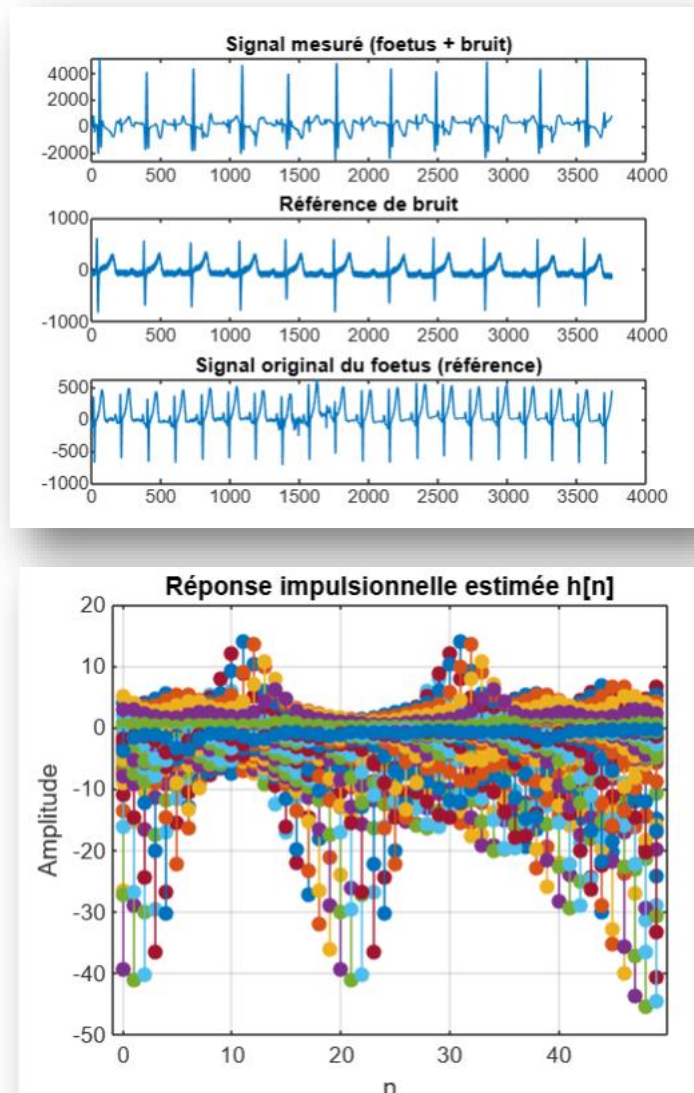 Signal mesuré (foetus + bruit)
4000
2000
0
-2000
0 500 1000 1500 2000 2500 3000 3500 4000
Référence de bruit
1000
0
-1000
0 500 1000 1500 2000 2500 3000 3500 4000
Signal original du foetus (référence)
500
0
-500
-1000
0 500 1000 1500 2000 2500 3000 3500 4000
Réponse impulsionnelle estimée h[n]
20
10
0
-10
-20
-30
-40
-50
Amplitude
0 10 20 30 40
n